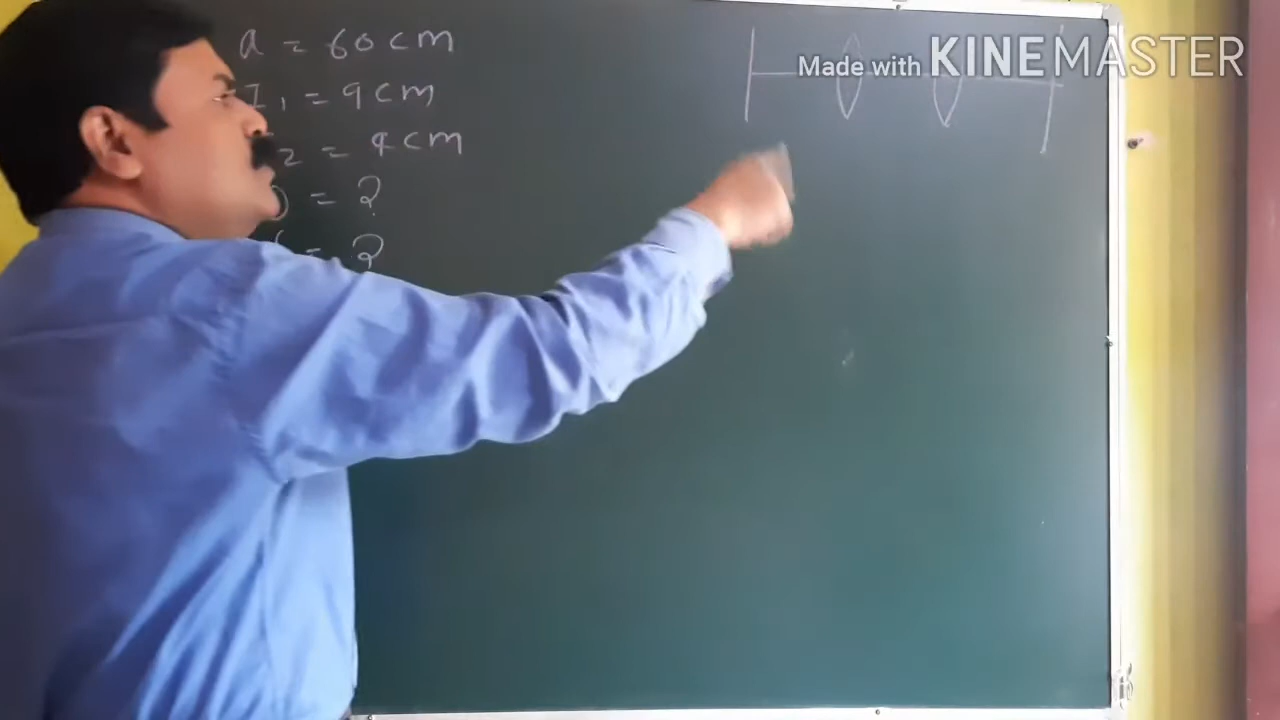 a = 60 cm
I₁ = 9 cm
₂ = 4 cm
= ?
= ?
Made with KINEMASTER